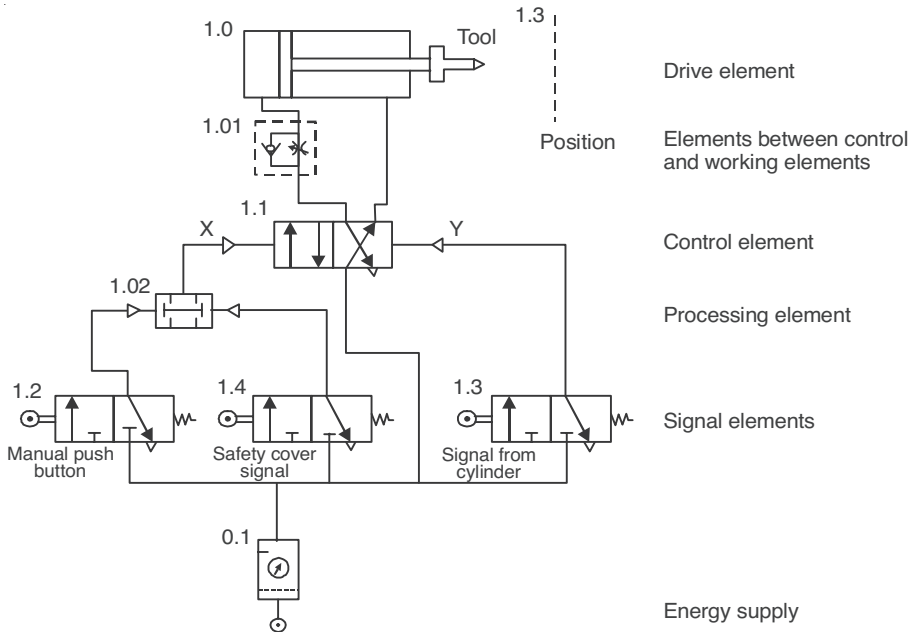 1.0
Tool
1.3
Drive element
1.01
Position
Elements between control
and working elements
1.1
X
Y
Control element
1.02
Processing element
1.2
1.4
1.3
Signal elements
Manual push
button
Safety cover
signal
Signal from
cylinder
0.1
Energy supply